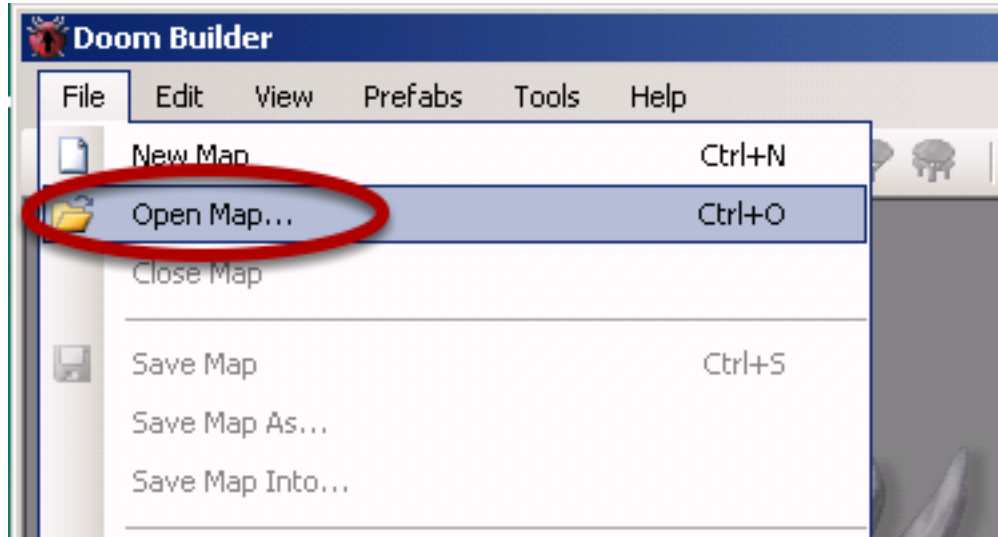 Doom Builder
File Edit View Prefabs Tools Help
New Map Ctrl+N
Open Map... Ctrl+O
Close Map
Save Map Ctrl+S
Save Map As...
Save Map Into...